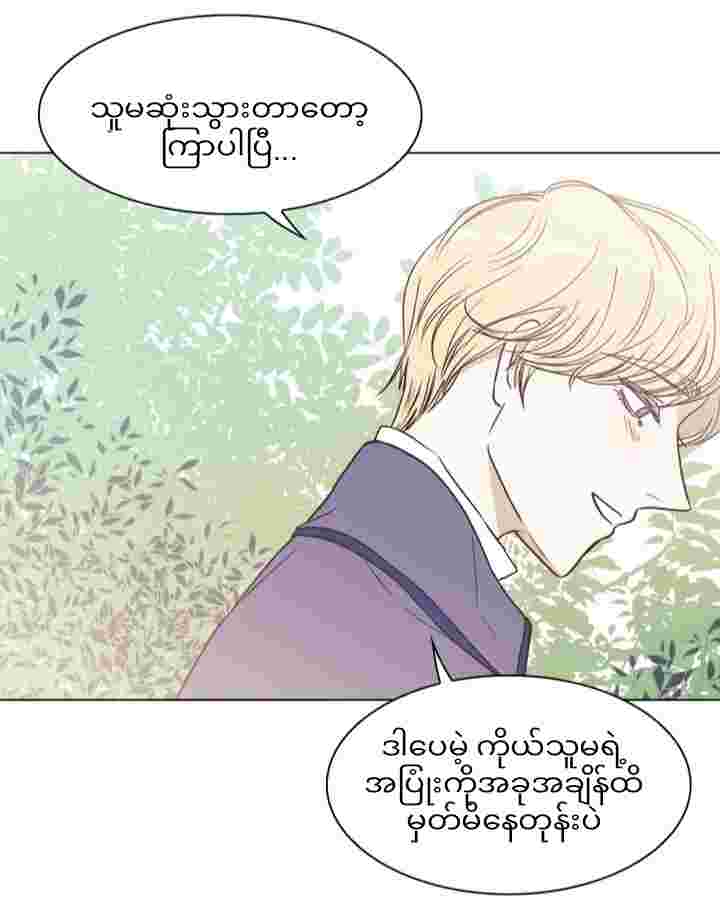 သူမဆုံးသွားတာတော့
ကြာပါပြီ...
ဒါပေမဲ့ ကိုယ်သူမရဲ့
အပြုံးကိုအခုအချိန်ထိ
မှတ်မိနေတုန်းပဲ